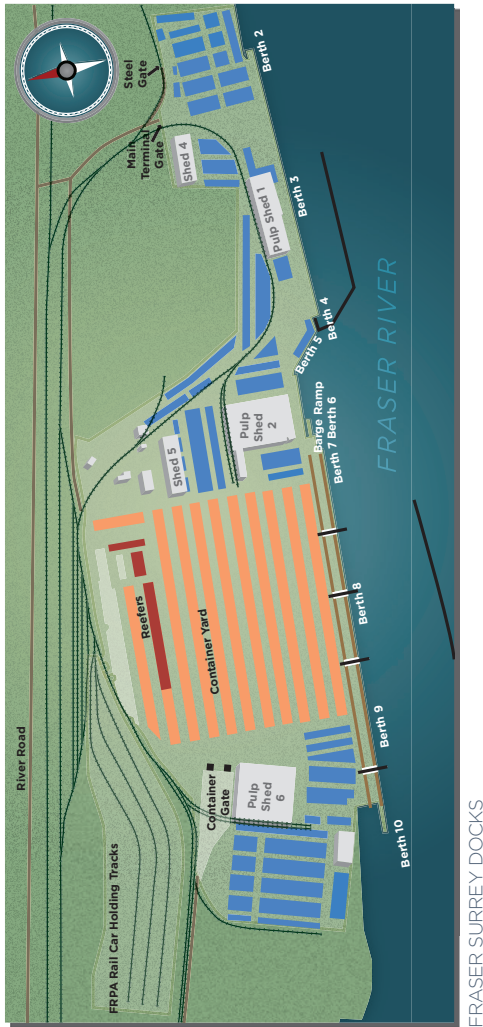 Berth 2
Steel
Gate
Main
Terminal
Gate
Shed 4
Pulp Shed 1
Berth 3
Berth 4
Berth 5
FRASER RIVER
Barge Ramp
Berth 6
Berth 7
Pulp
Shed
2
Shed 5
Reefers
Container Yard
Berth 8
River Road
Berth 9
Container
Gate
Pulp
Shed
6
Berth 10
FRPA Rail Car Holding Tracks
FRASER SURREY DOCKS